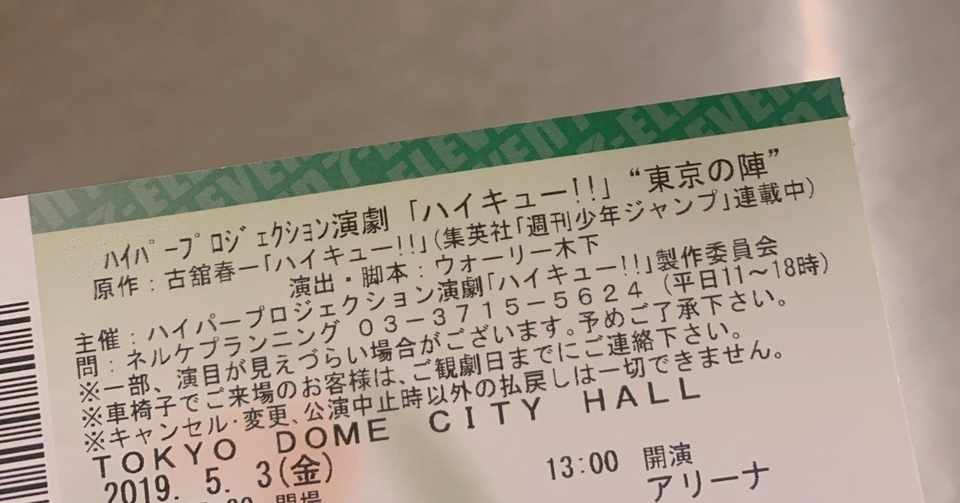 7-ELEVEN 7-ELEVEN 7-ELEVEN
ﾊｲﾊﾟｰﾌﾟﾛｼﾞｪｸｼｮﾝ演劇「ハイキュー!!」“東京の陣”
原作：古舘春一「ハイキュー!!」(集英社「週刊少年ジャンプ」連載中)
演出・脚本：ウォーリー木下
主催：ハイパープロジェクション演劇「ハイキュー!!」製作委員会
問：ネルケプランニング ０３－３７１５－５６２４ (平日11～18時)
※一部、演目が見えづらい場合がございます。予めご了承下さい。
※車椅子でご来場のお客様は、ご観劇日までにご連絡下さい。
※キャンセル・変更、公演中止時以外の払戻しは一切できません。
ＴＯＫＹＯ　ＤＯＭＥ　ＣＩＴＹ　ＨＡＬＬ
2019. 5. 3(金)
13:00 開演
開場
アリーナ